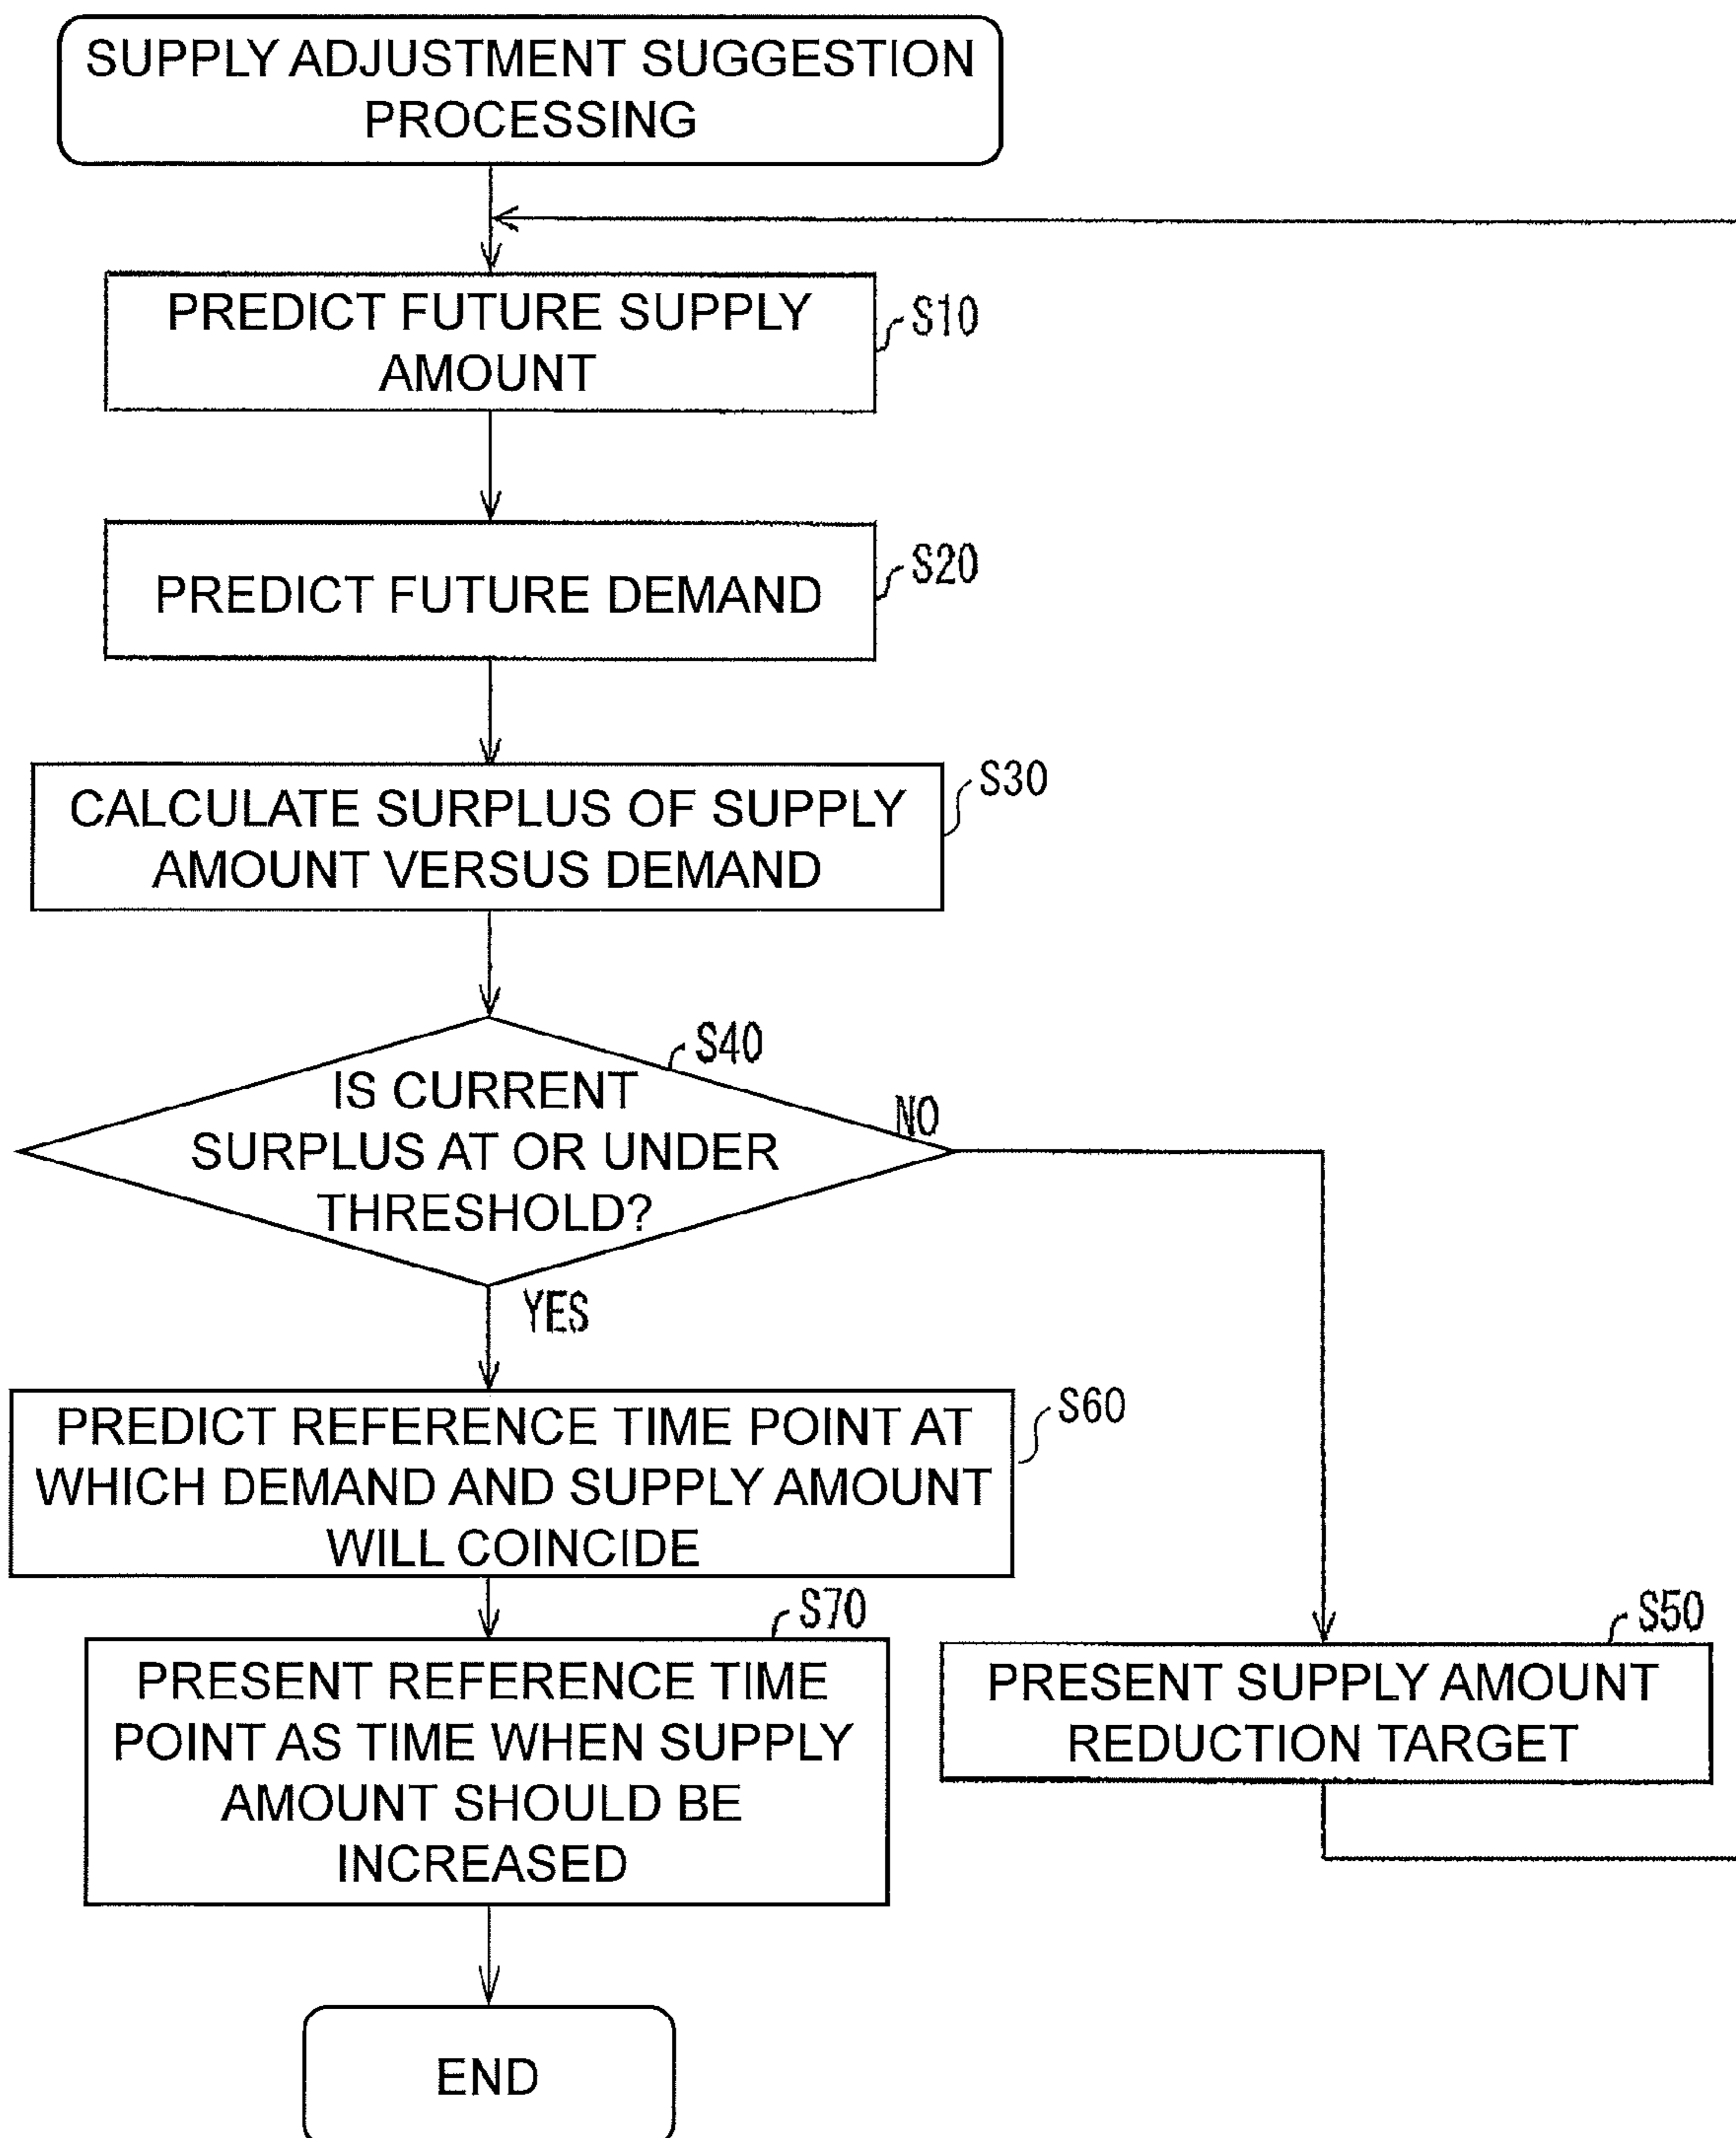 SUPPLY ADJUSTMENT SUGGESTION
PROCESSING
PREDICT FUTURE SUPPLY
AMOUNT
S10
PREDICT FUTURE DEMAND
S20
CALCULATE SURPLUS OF SUPPLY
AMOUNT VERSUS DEMAND
S30
S40
IS CURRENT
SURPLUS AT OR UNDER
THRESHOLD?
NO
YES
PREDICT REFERENCE TIME POINT AT
WHICH DEMAND AND SUPPLY AMOUNT
WILL COINCIDE
S60
S70
PRESENT REFERENCE TIME
POINT AS TIME WHEN SUPPLY
AMOUNT SHOULD BE
INCREASED
S50
PRESENT SUPPLY AMOUNT
REDUCTION TARGET
END